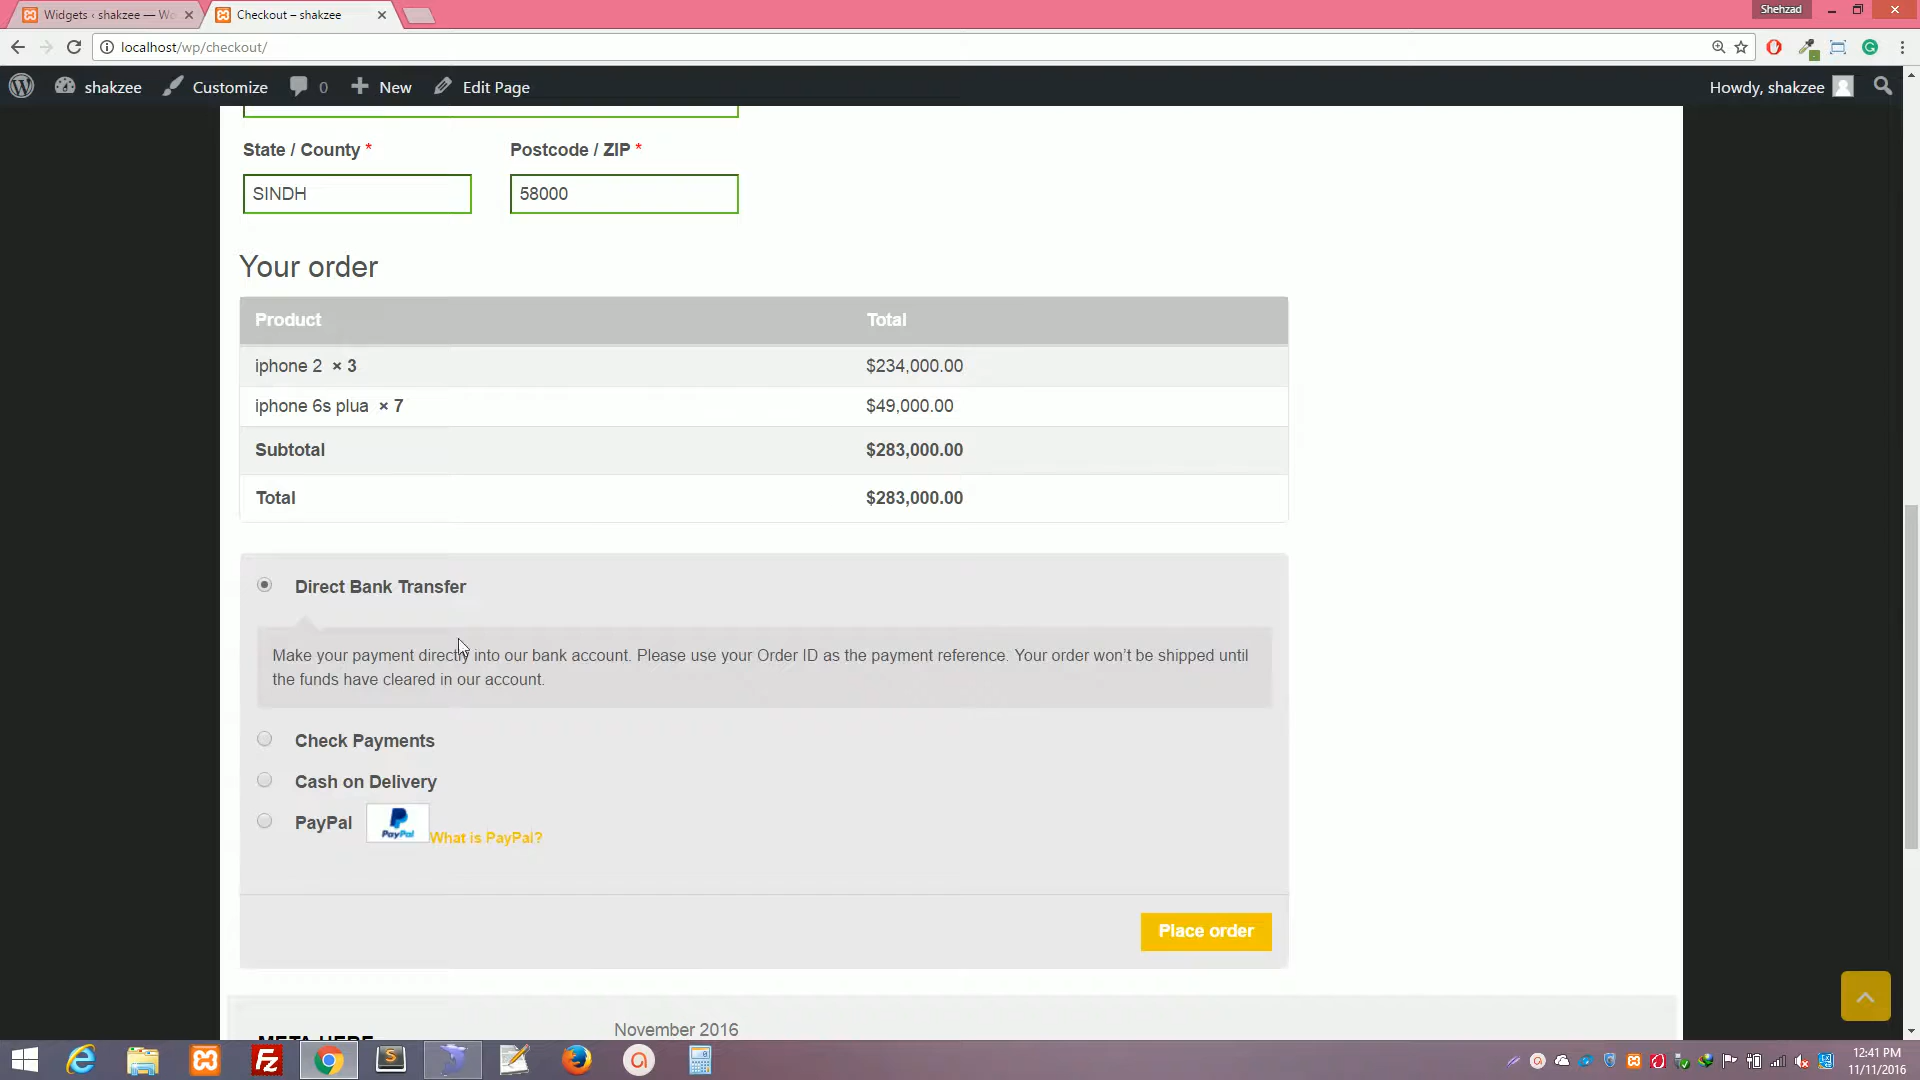 Widgets ‹ shakzee — Wo
Checkout – shakzee
Shehzad
localhost/wp/checkout/
shakzee
Customize
0
New
Edit Page
Howdy, shakzee
State / County *
Postcode / ZIP *
SINDH
58000
Your order
Product
Total
iphone 2 × 3
$234,000.00
iphone 6s plua × 7
$49,000.00
Subtotal
$283,000.00
Total
$283,000.00
Direct Bank Transfer
Make your payment directly into our bank account. Please use your Order ID as the payment reference. Your order won’t be shipped until
the funds have cleared in our account.
Check Payments
Cash on Delivery
PayPal
PayPal
What is PayPal?
Place order
November 2016
META HERE
12:41 PM
11/11/2016